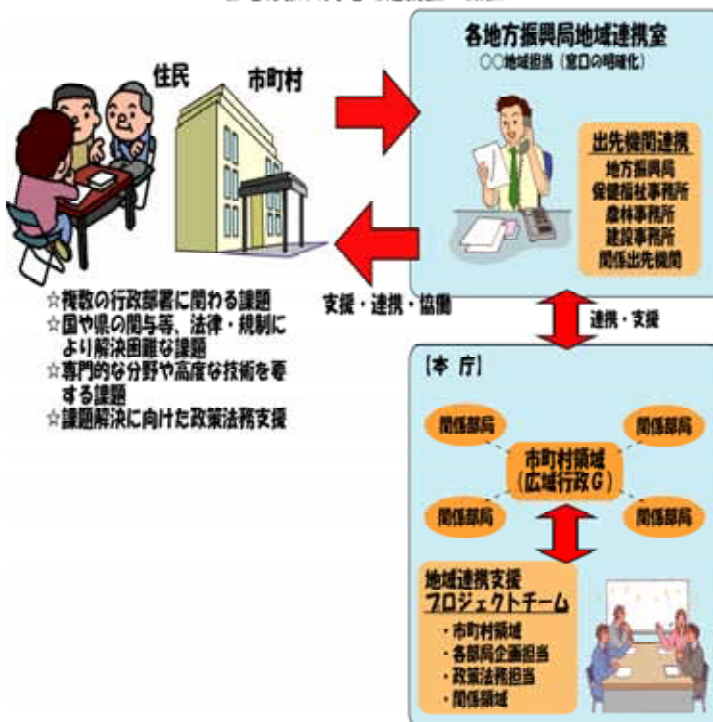 各地方振興局地域連携室
○○地域担当（窓口の明確化）
住民
市町村
出先機関連携
地方振興局
保健福祉事務所
農林事務所
建設事務所
関係出先機関
支援・連携・協働
☆複数の行政部署に関わる課題
☆国や県の関与等、法律・規制に
より解決困難な課題
☆専門的な分野や高度な技術を要
する課題
☆課題解決に向けた政策法務支援
連携・支援
【本 庁】
関係部局
関係部局
市町村領域
（広域行政Ｇ）
関係部局
関係部局
地域連携支援
プロジェクトチーム
・市町村領域
・各部局企画担当
・政策法務担当
・関係領域